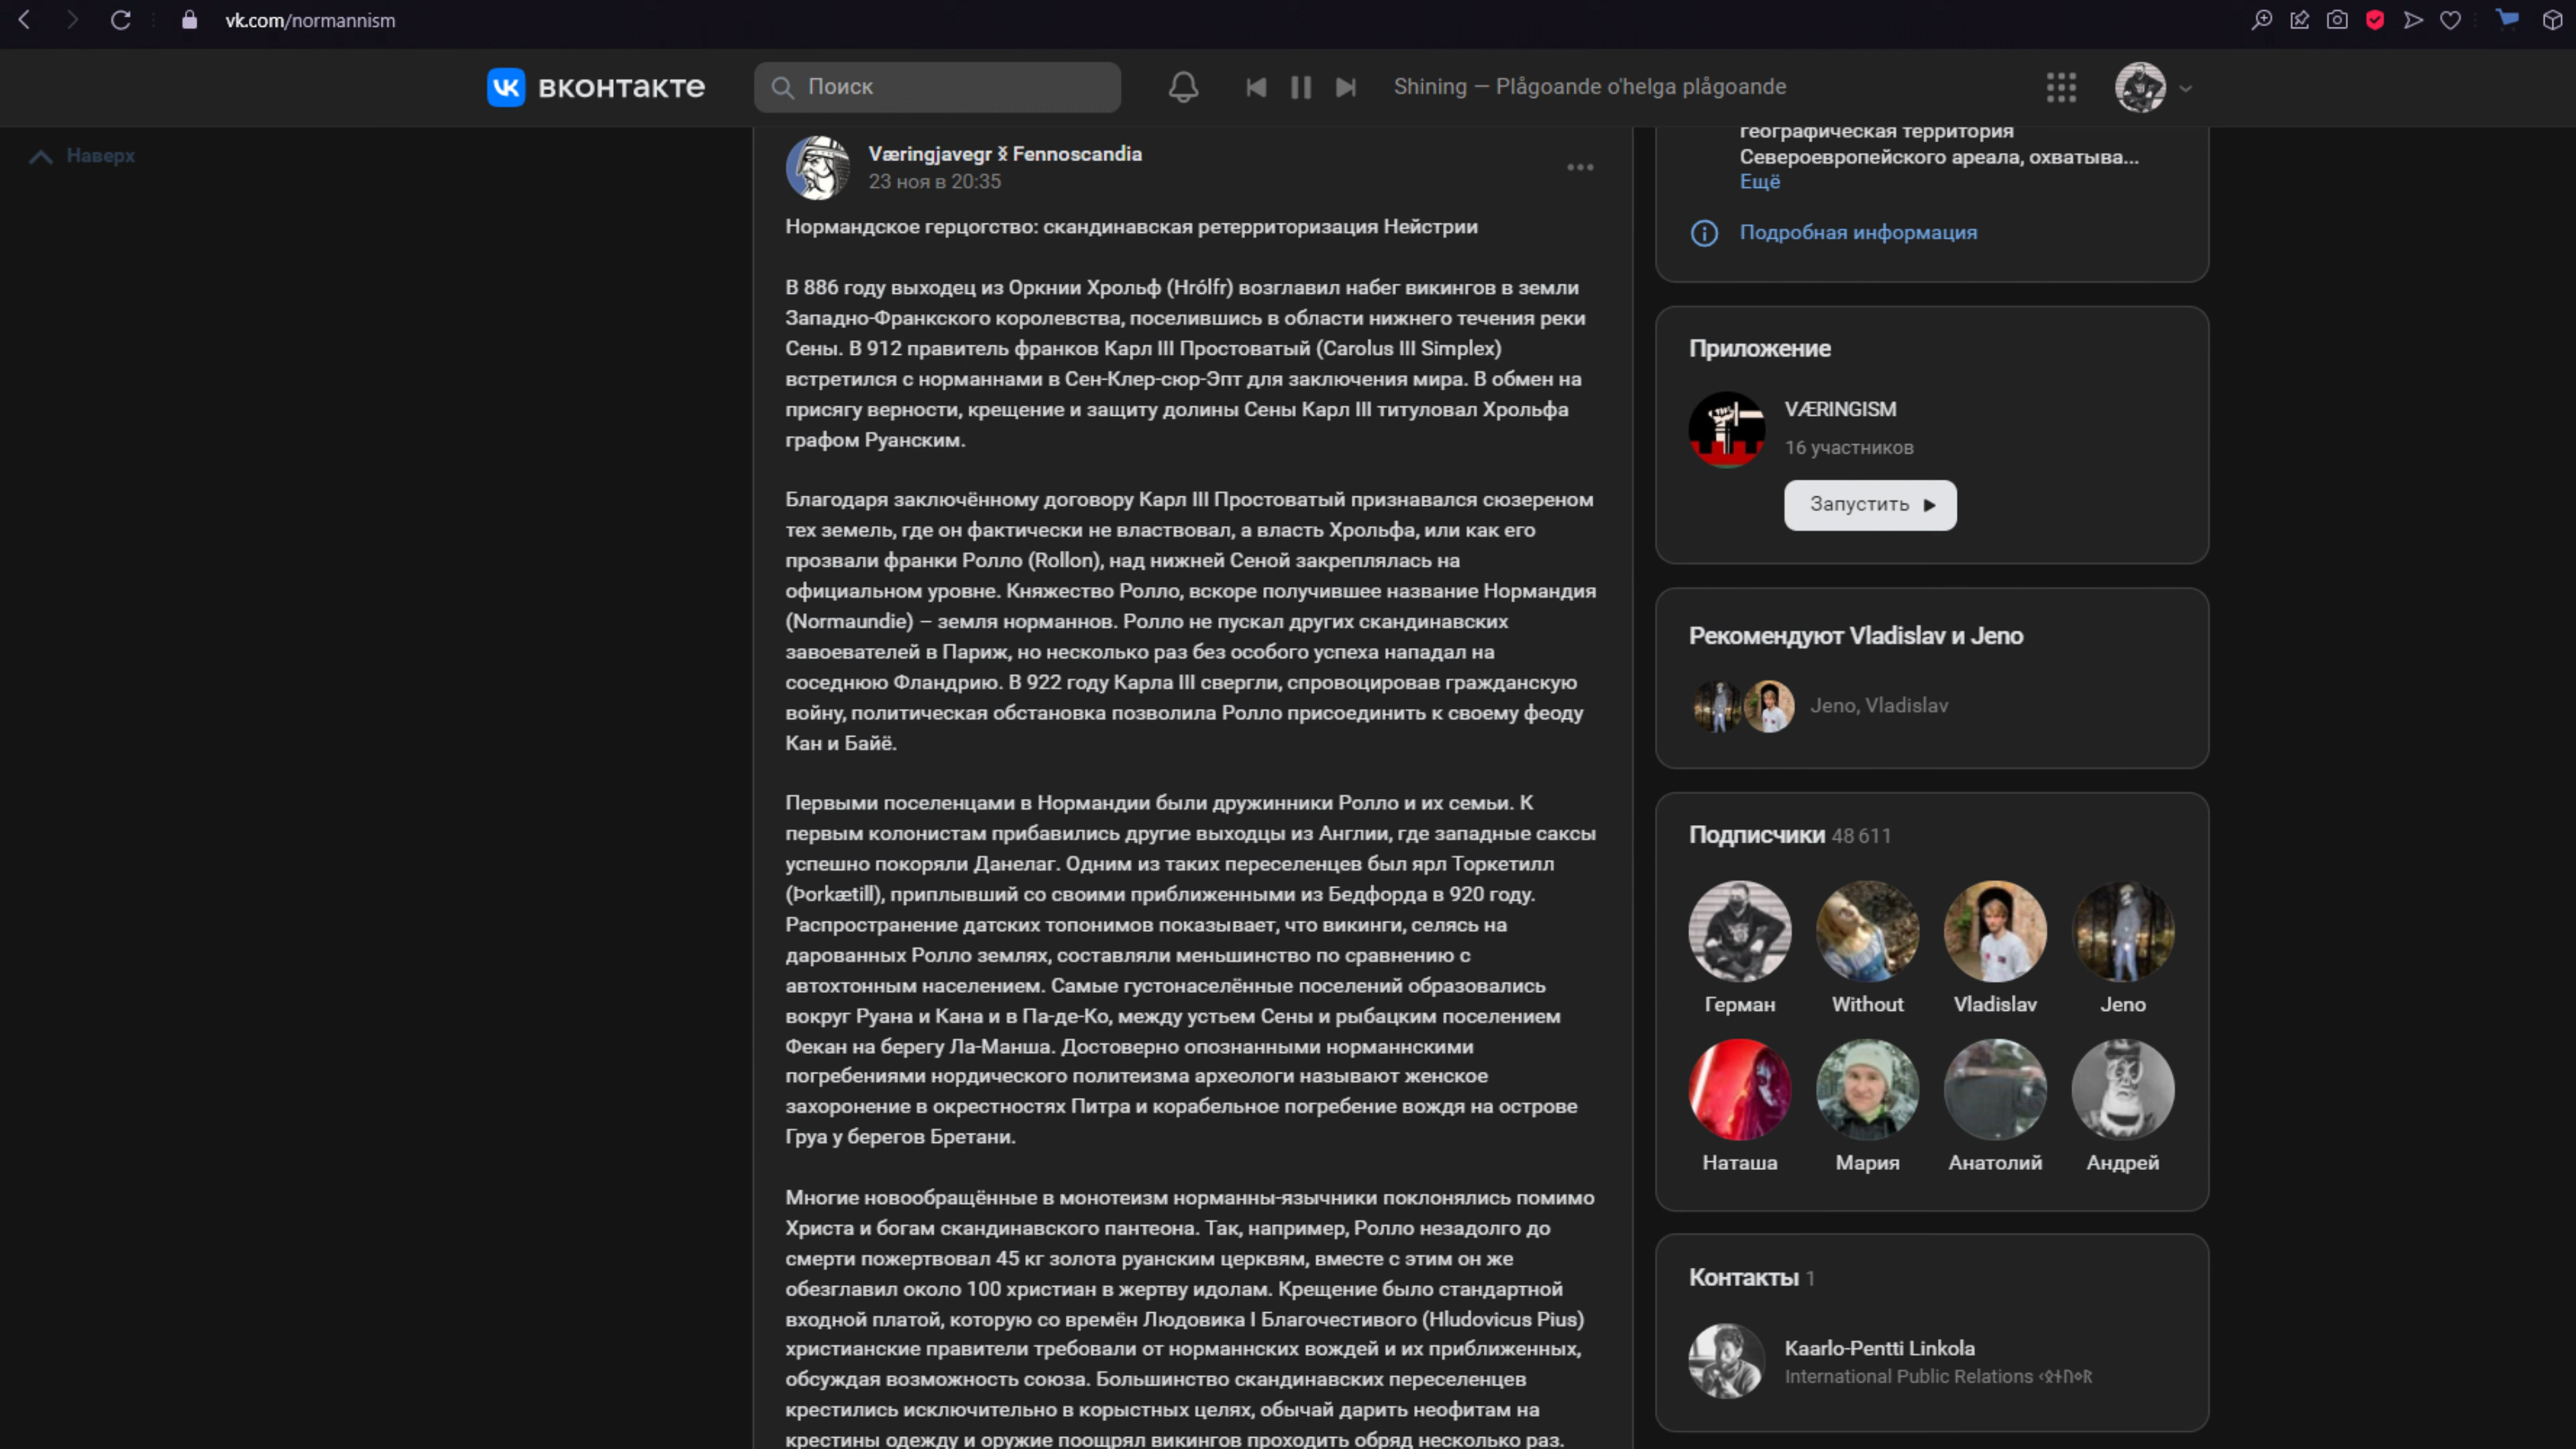 vk.com/normannism
вконтакте
Поиск
Shining — Plågoande o'helga plågoande
Наверх
Væringjavegr ᛟ Fennoscandia
23 ноя в 20:35
Нормандское герцогство: скандинавская ретерриторизация Нейстрии
В 886 году выходец из Оркнии Хрольф (Hrólfr) возглавил набег викингов в земли
Западно-Франкского королевства, поселившись в области нижнего течения реки
Сены. В 912 правитель франков Карл III Простоватый (Carolus III Simplex)
встретился с норманнами в Сен-Клер-сюр-Эпт для заключения мира. В обмен на
присягу верности, крещение и защиту долины Сены Карл III титуловал Хрольфа
графом Руанским.
Благодаря заключённому договору Карл III Простоватый признавался сюзереном
тех земель, где он фактически не властвовал, а власть Хрольфа, или как его
прозвали франки Ролло (Rollon), над нижней Сеной закреплялась на
официальном уровне. Княжество Ролло, вскоре получившее название Нормандия
(Normaundie) – земля норманнов. Ролло не пускал других скандинавских
завоевателей в Париж, но несколько раз без особого успеха нападал на
соседнюю Фландрию. В 922 году Карла III свергли, спровоцировав гражданскую
войну, политическая обстановка позволила Ролло присоединить к своему феоду
Кан и Байё.
Первыми поселенцами в Нормандии были дружинники Ролло и их семьи. К
первым колонистам прибавились другие выходцы из Англии, где западные саксы
успешно покоряли Данелаг. Одним из таких переселенцев был ярл Торкетилл
(Þorkætill), приплывший со своими приближенными из Бедфорда в 920 году.
Распространение датских топонимов показывает, что викинги, селясь на
дарованных Ролло землях, составляли меньшинство по сравнению с
автохтонным населением. Самые густонаселённые поселений образовались
вокруг Руана и Кана и в Па-де-Ко, между устьем Сены и рыбацким поселением
Фекан на берегу Ла-Манша. Достоверно опознанными норманнскими
погребениями нордического политеизма археологи называют женское
захоронение в окрестностях Питра и корабельное погребение вождя на острове
Груа у берегов Бретани.
Многие новообращённые в монотеизм норманны-язычники поклонялись помимо
Христа и богам скандинавского пантеона. Так, например, Ролло незадолго до
смерти пожертвовал 45 кг золота руанским церквям, вместе с этим он же
обезглавил около 100 христиан в жертву идолам. Крещение было стандартной
входной платой, которую со времён Людовика I Благочестивого (Hludovicus Pius)
христианские правители требовали от норманнских вождей и их приближенных,
обсуждая возможность союза. Большинство скандинавских переселенцев
крестились исключительно в корыстных целях, обычай дарить неофитам на
крестины одежду и оружие поощрял викингов проходить обряд несколько раз.
географическая территория
Североевропейского ареала, охватыва...
Ещё
Подробная информация
Приложение
VÆRINGISM
16 участников
Запустить
Рекомендуют Vladislav и Jeno
Jeno, Vladislav
Подписчики 48 611
Герман Without Vladislav Jeno
Наташа Мария Анатолий Андрей
Контакты 1
Kaarlo-Pentti Linkola
International Public Relations